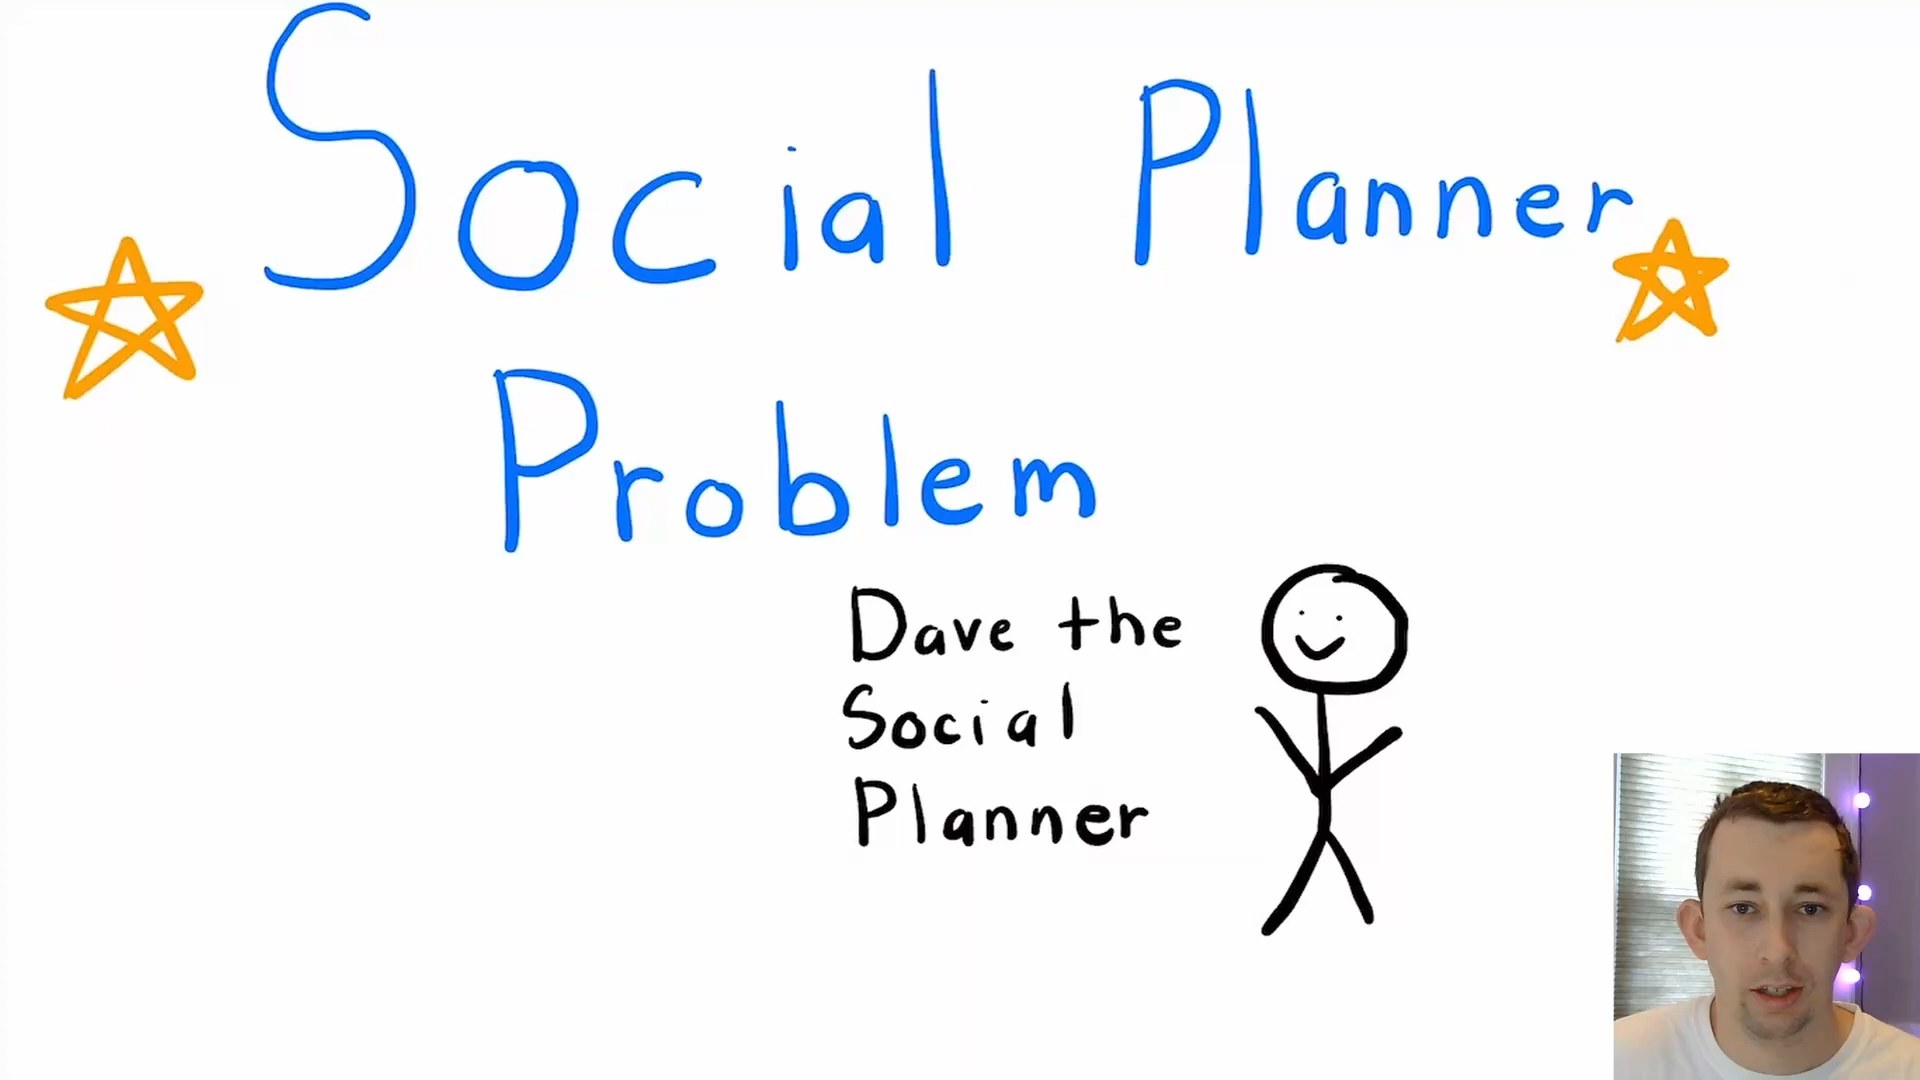 Social Planner
Problem
Dave the
Social
Planner